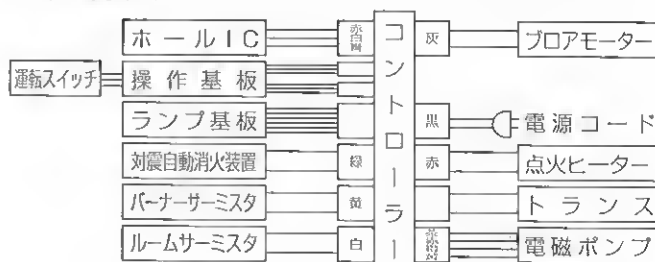 ホールIC 赤白青 コントローラー 灰 ブロアモーター
運転スイッチ 操作基板
ランプ基板 黒 電源コード
対震自動消火装置 緑 赤 点火ヒーター
バーナーサーミスタ 黄 トランス
ルームサーミスタ 白 電磁ポンプ